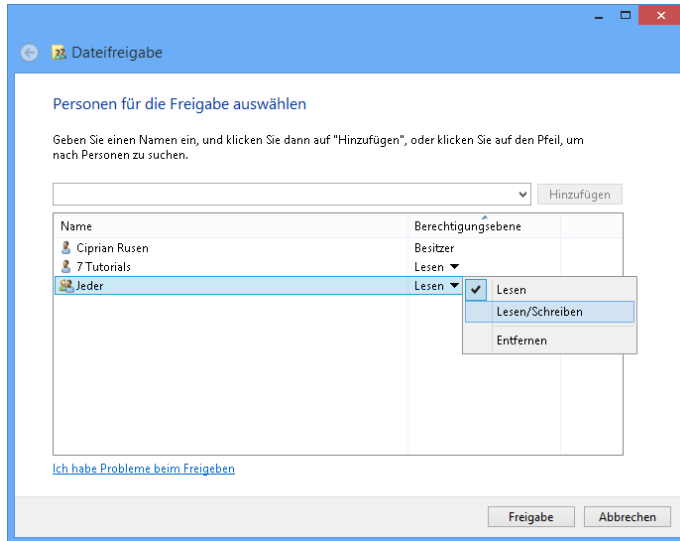 Dateifreigabe
Personen für die Freigabe auswählen
Geben Sie einen Namen ein, und klicken Sie dann auf "Hinzufügen", oder klicken Sie auf den Pfeil, um
nach Personen zu suchen.
Hinzufügen
Name Berechtigungsebene
Ciprian Rusen Besitzer
7 Tutorials Lesen
Jeder Lesen
Lesen
Lesen/Schreiben
Entfernen
Ich habe Probleme beim Freigeben
Freigabe Abbrechen